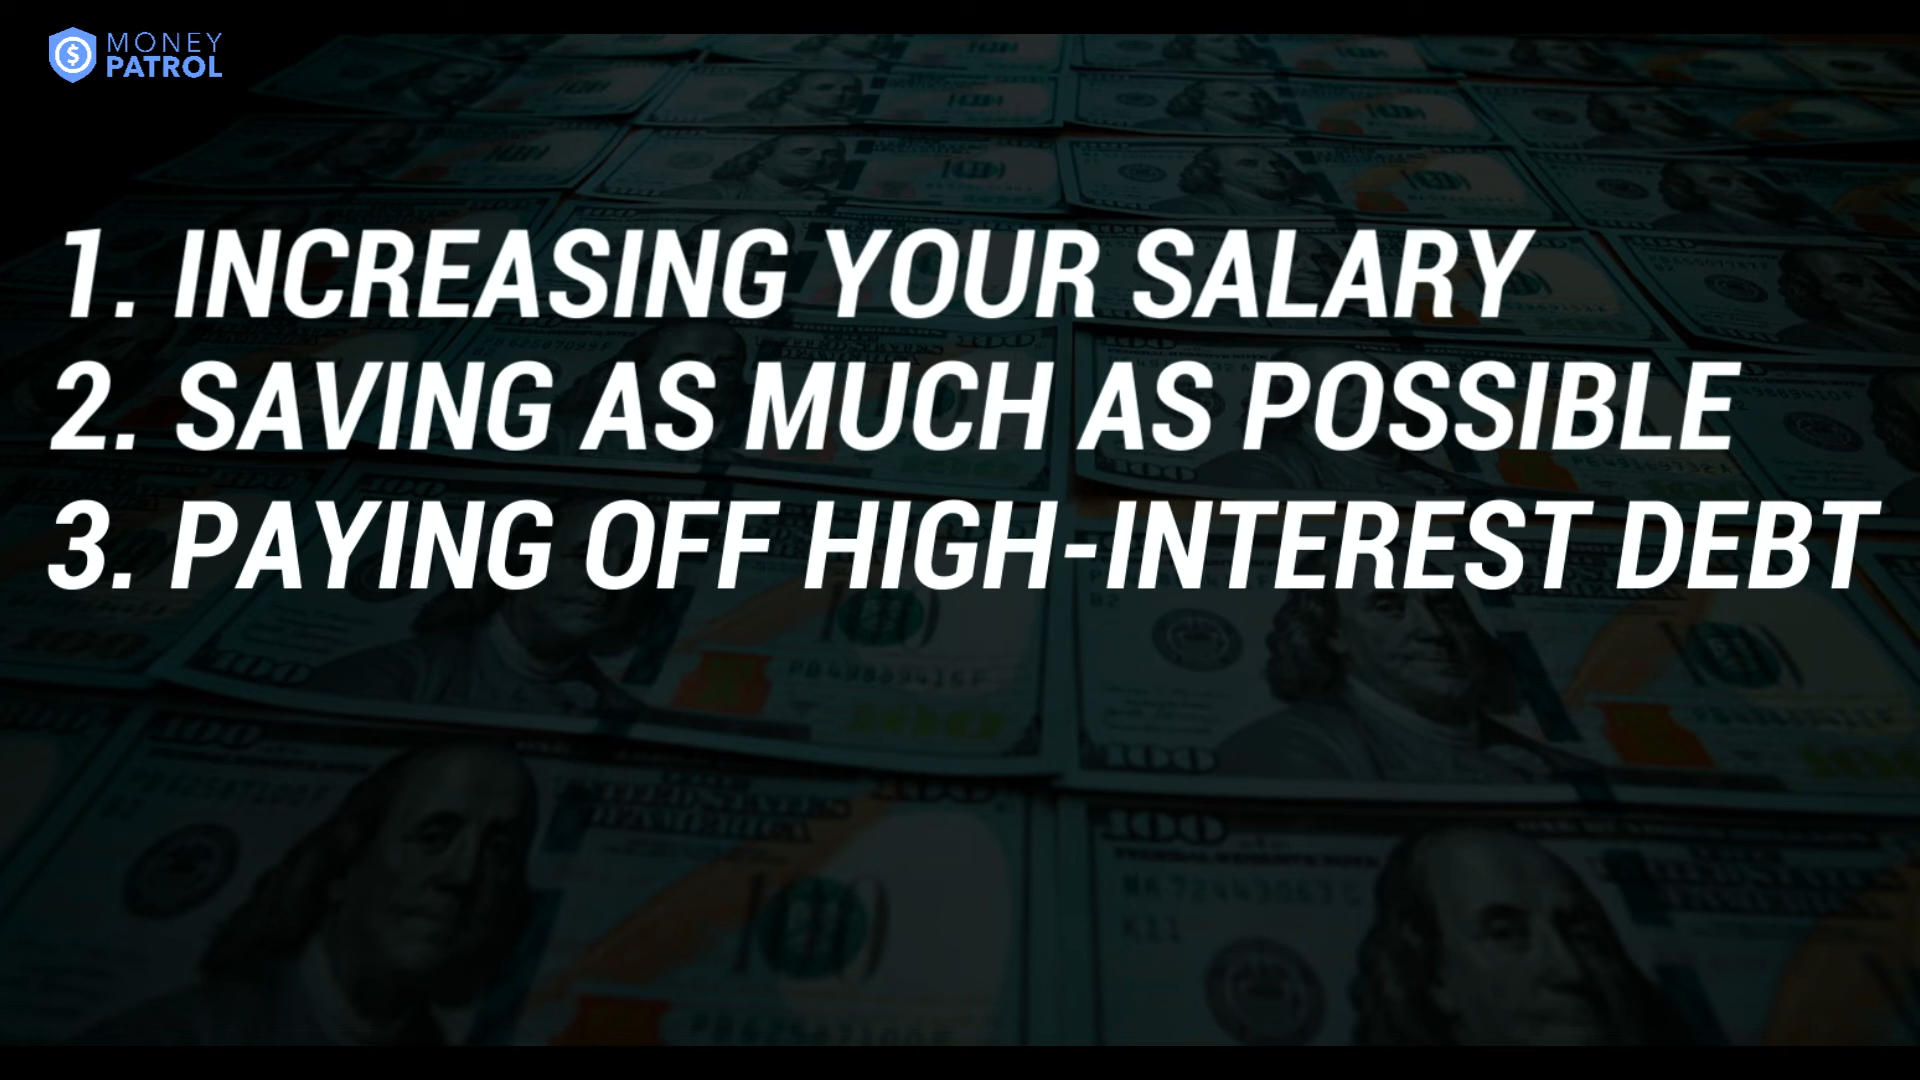 MONEY
PATROL
1. INCREASING YOUR SALARY
2. SAVING AS MUCH AS POSSIBLE
3. PAYING OFF HIGH-INTEREST DEBT